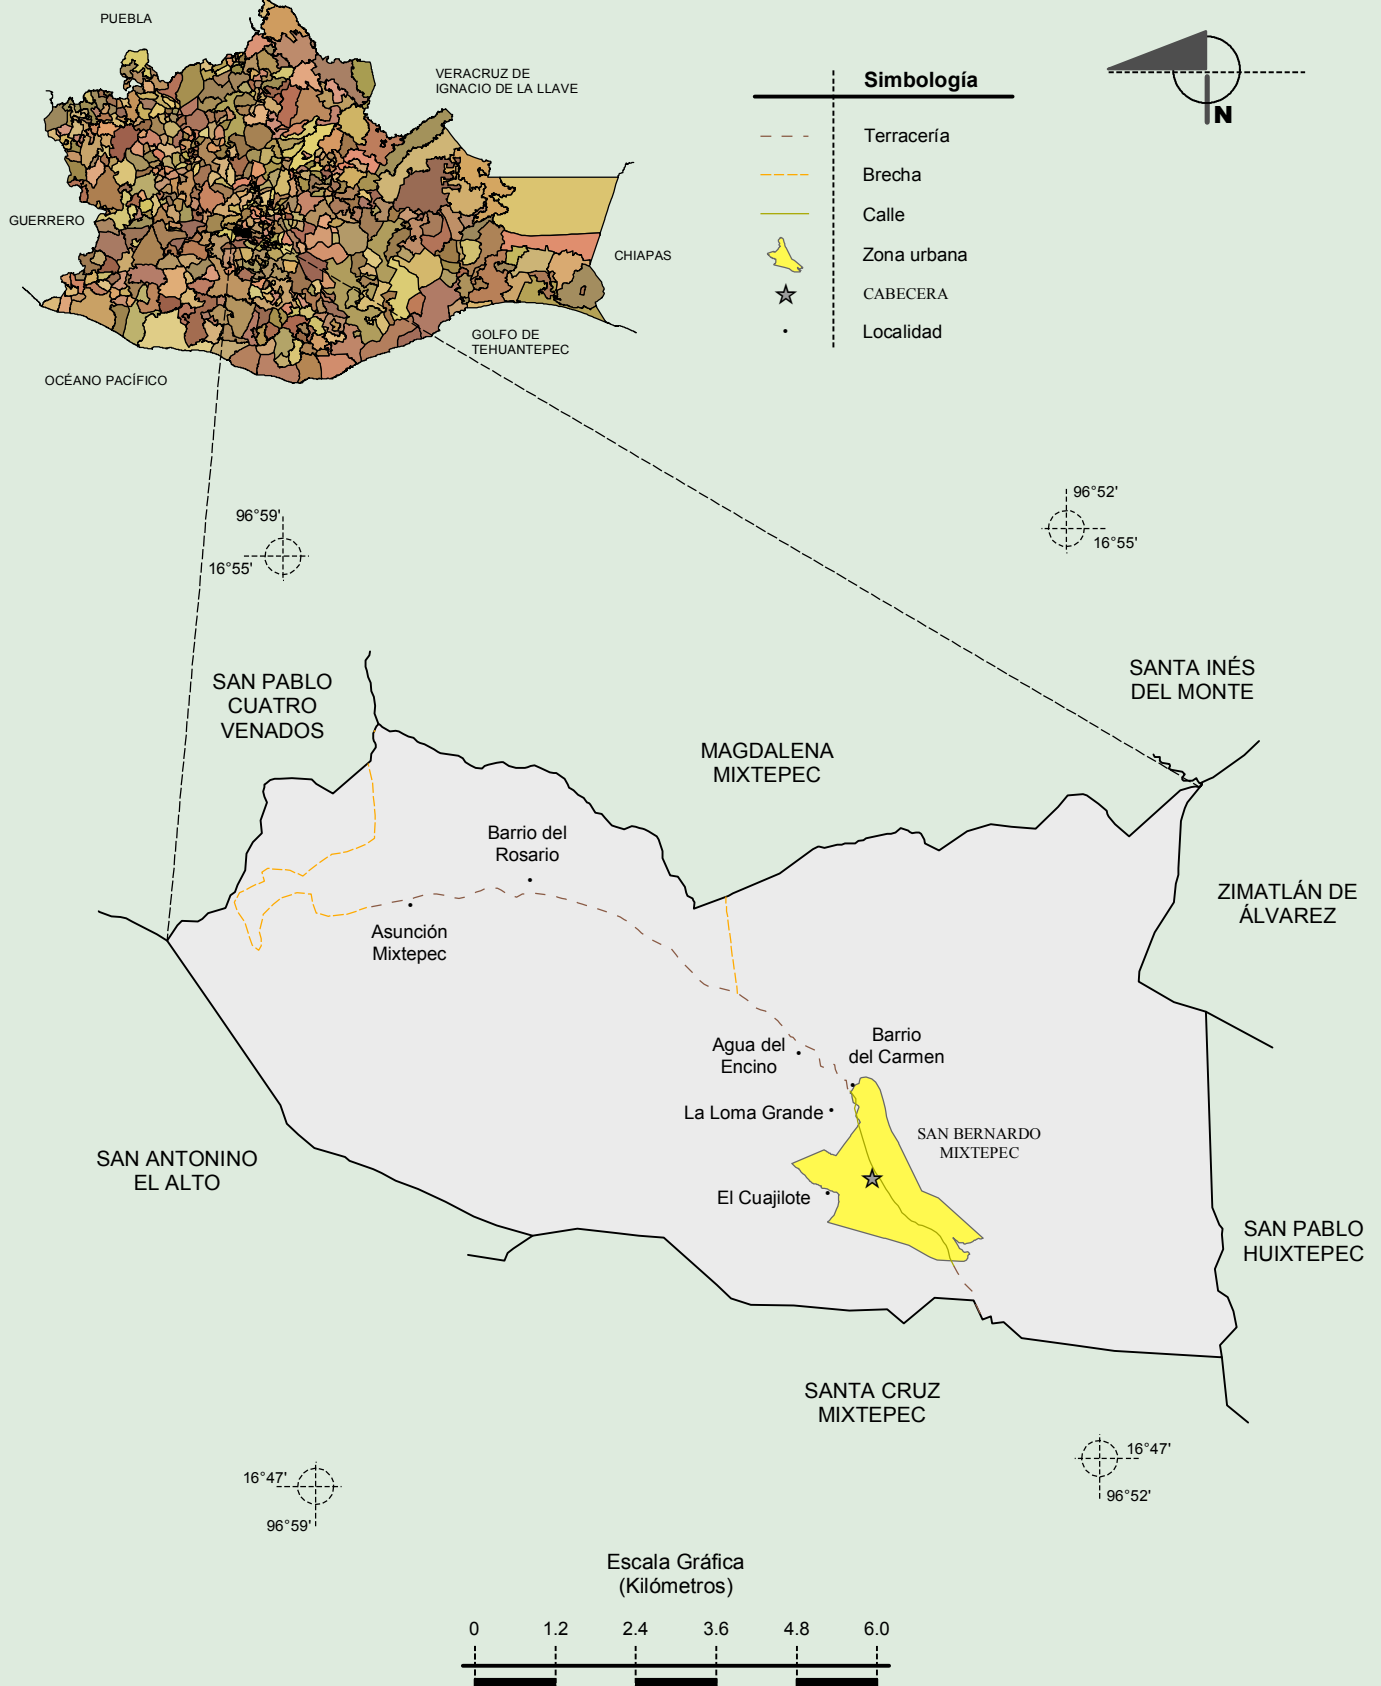 PUEBLA
VERACRUZ DE
IGNACIO DE LA LLAVE
GUERRERO
CHIAPAS
GOLFO DE
TEHUANTEPEC
OCÉANO PACÍFICO
Simbología
Terracería
Brecha
Calle
Zona urbana
CABECERA
Localidad
N
96°59'
16°55'
96°52'
16°55'
SAN PABLO
CUATRO
VENADOS
MAGDALENA
MIXTEPEC
SANTA INÉS
DEL MONTE
Barrio del
Rosario
Asunción
Mixtepec
ZIMATLÁN DE
ÁLVAREZ
Agua del
Encino
Barrio
del Carmen
La Loma Grande
SAN BERNARDO
MIXTEPEC
El Cuajilote
SAN ANTONINO
EL ALTO
SAN PABLO
HUIXTEPEC
SANTA CRUZ
MIXTEPEC
16°47'
96°59'
16°47'
96°52'
Escala Gráfica
(Kilómetros)
0 1.2 2.4 3.6 4.8 6.0